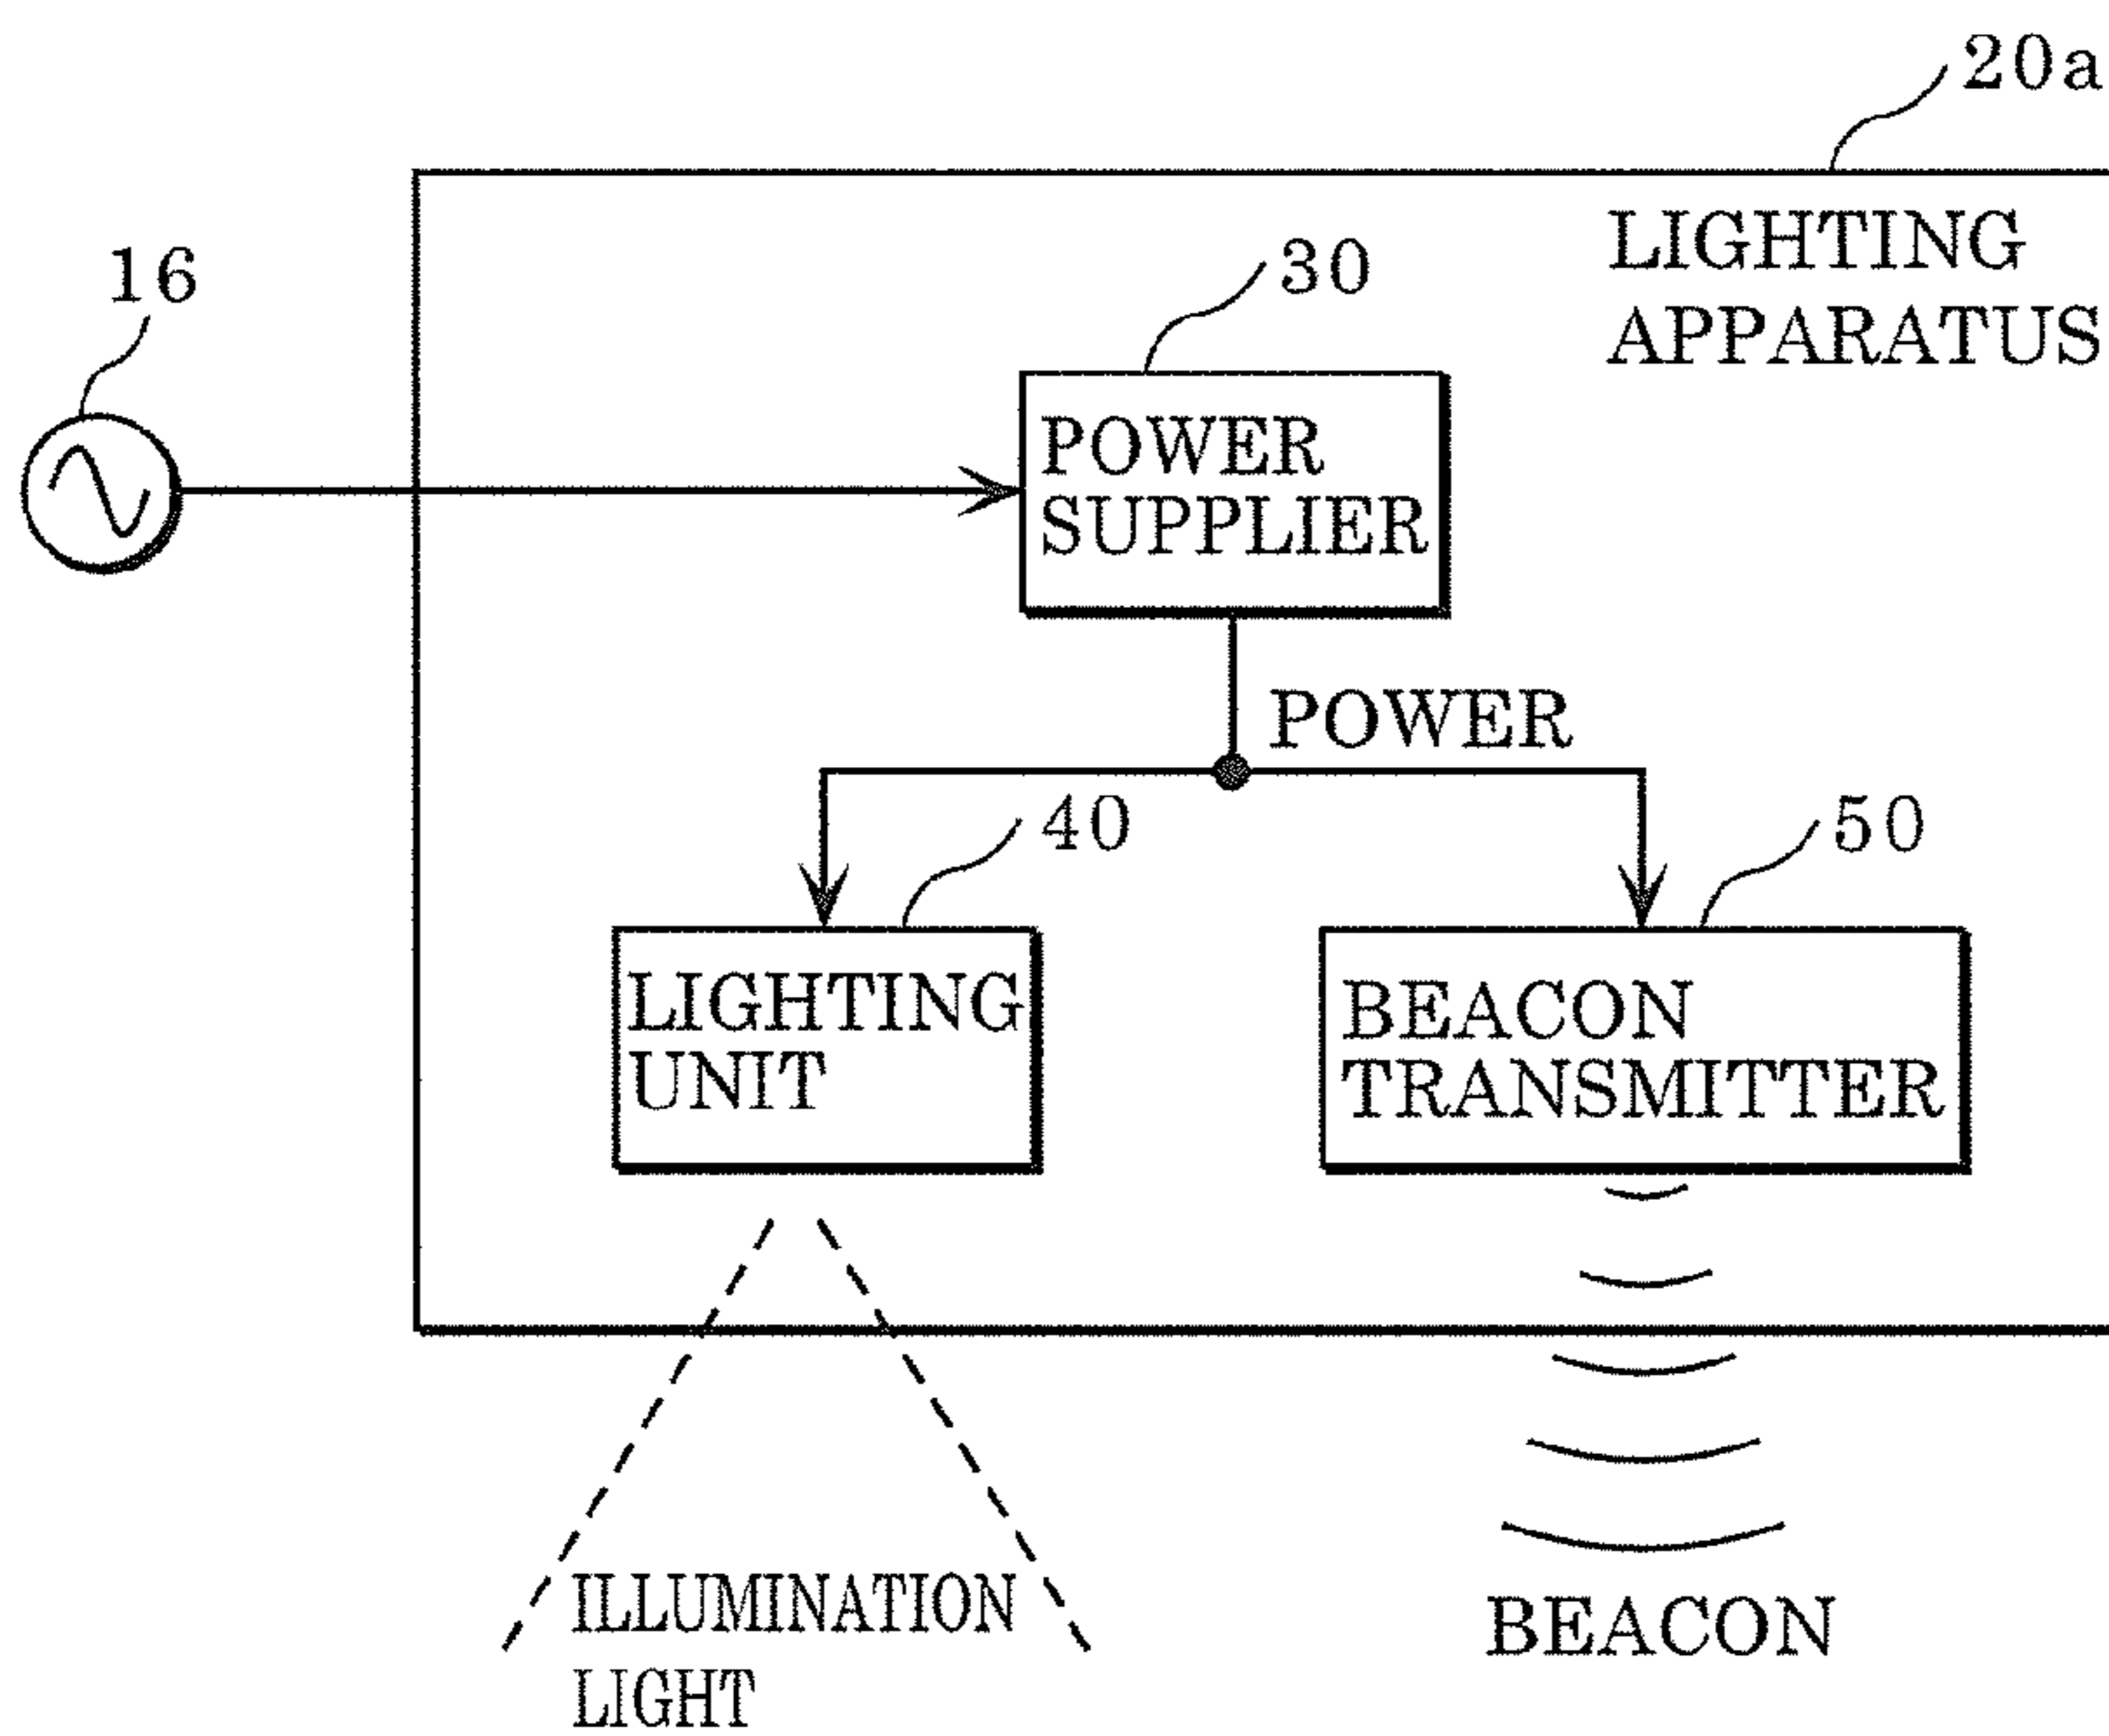 20a
LIGHTING
APPARATUS
16
30
POWER
SUPPLIER
POWER
40
50
LIGHTING
UNIT
BEACON
TRANSMITTER
ILLUMINATION
LIGHT
BEACON